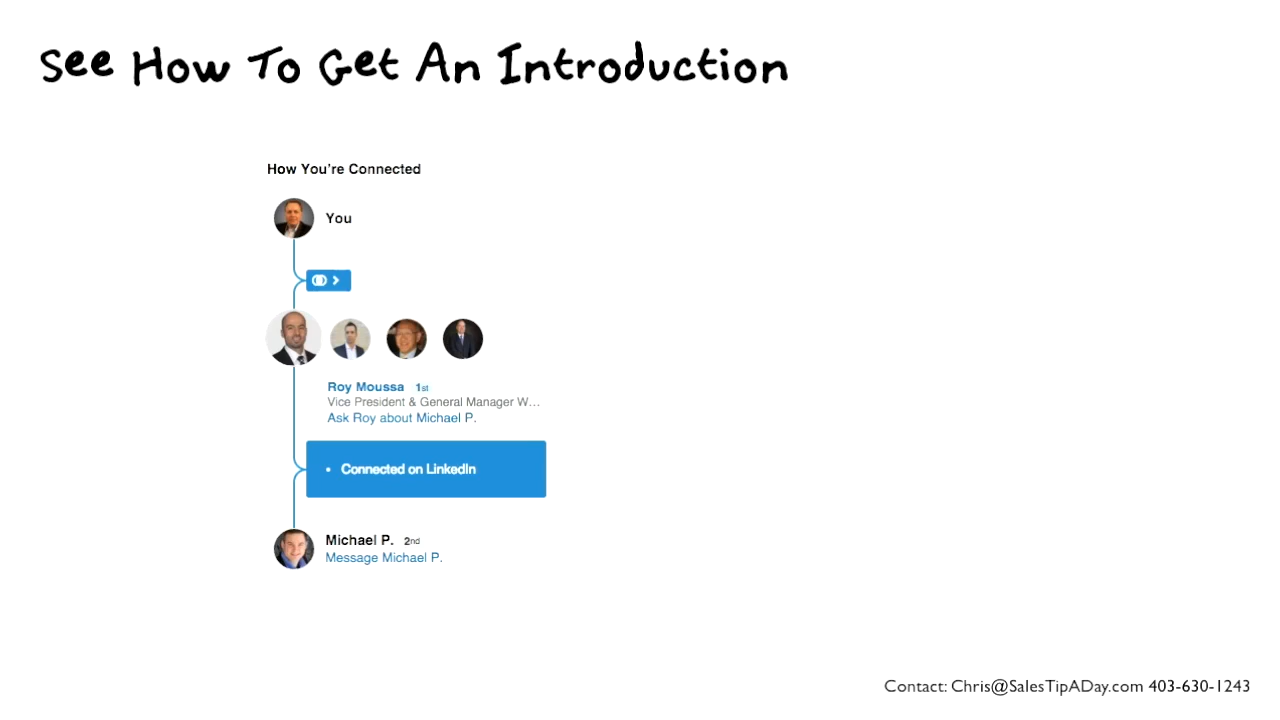 See How To Get An Introduction
How You're Connected
You
Roy Moussa 1st
Vice President & General Manager W...
Ask Roy about Michael P.
• Connected on LinkedIn
Michael P. 2nd
Message Michael P.
Contact: Chris@SalesTipADay.com 403-630-1243